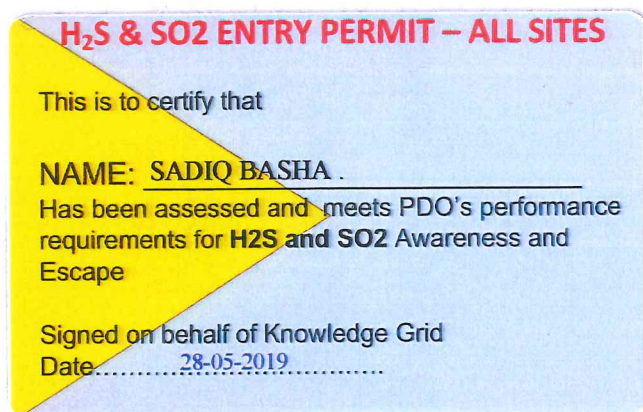 H₂S & SO2 ENTRY PERMIT – ALL SITES
This is to certify that
NAME: SADIQ BASHA .
Has been assessed and meets PDO's performance
requirements for H2S and SO2 Awareness and
Escape
Signed on behalf of Knowledge Grid
Date......28-05-2019......